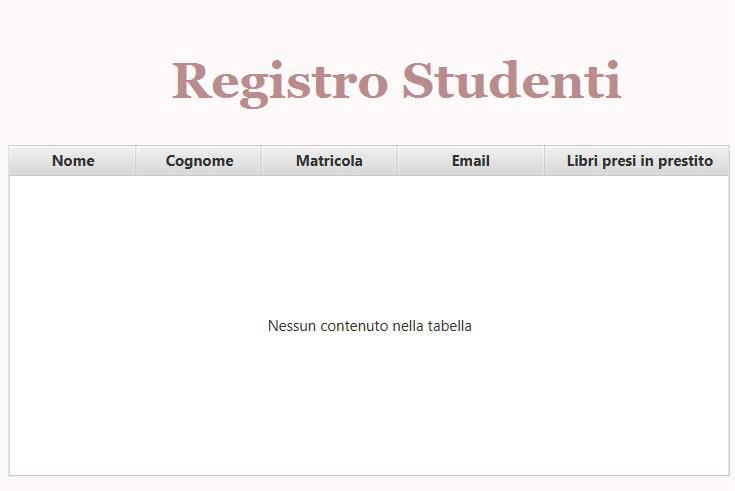 Registro Studenti
Nome Cognome Matricola Email Libri presi in prestito
Nessun contenuto nella tabella